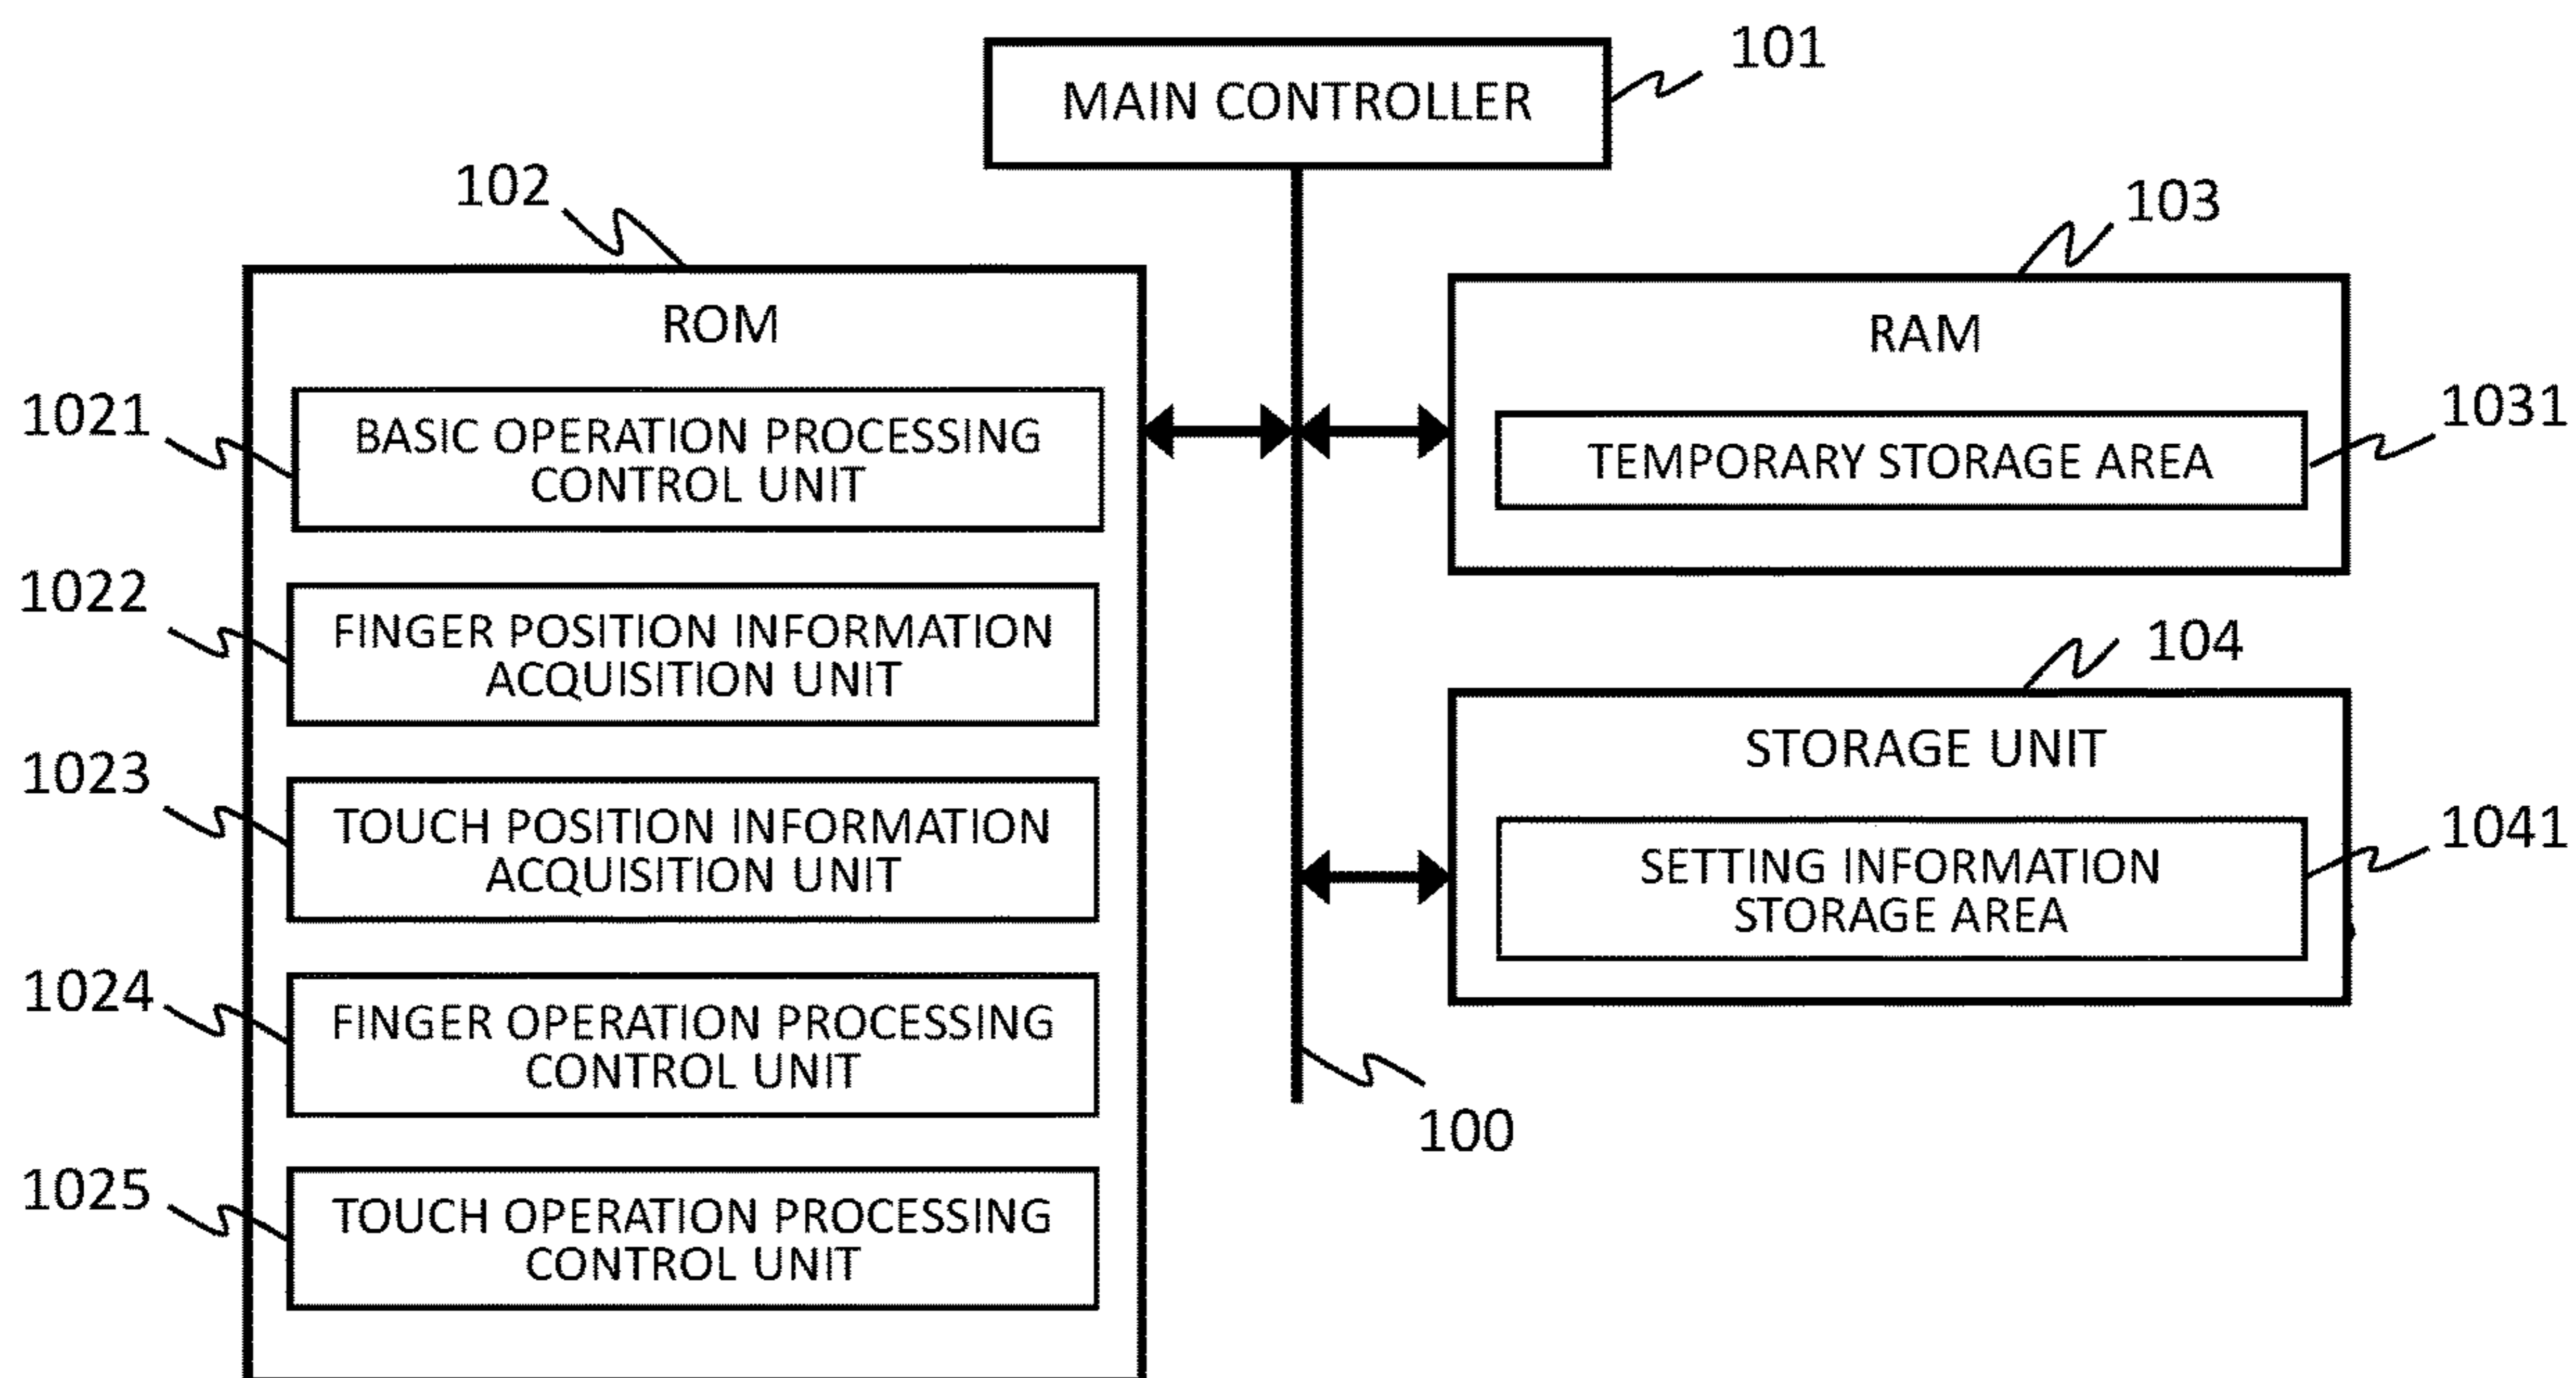 101
MAIN CONTROLLER
102
103
ROM
RAM
1021
BASIC OPERATION PROCESSING
CONTROL UNIT
1031
TEMPORARY STORAGE AREA
1022
FINGER POSITION INFORMATION
ACQUISITION UNIT
104
STORAGE UNIT
1023
TOUCH POSITION INFORMATION
ACQUISITION UNIT
1041
SETTING INFORMATION
STORAGE AREA
1024
FINGER OPERATION PROCESSING
CONTROL UNIT
100
1025
TOUCH OPERATION PROCESSING
CONTROL UNIT